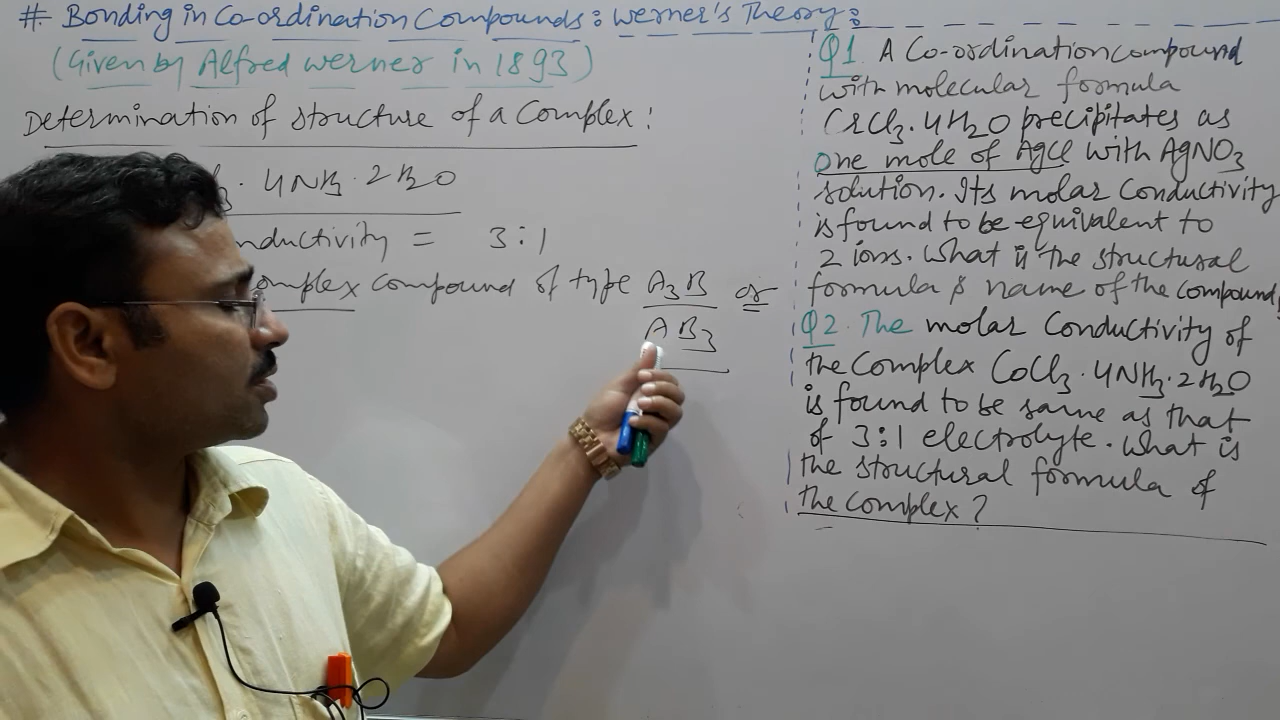 # Bonding in Co-ordination Compounds: Werner's Theory:
(Given by Alfred Werner in 1893)
Determination of structure of a Complex:
3. 4NH3. 2H2O
nductivity = 3:1
omplex compound of type A3B or
AB3
Q1 A Co-ordination compound
with molecular formula
CrCl3. 4H2O precipitates as
one mole of AgCl with AgNO3
solution. Its molar Conductivity
is found to be equivalent to
2 ions. What is the structural
formula & name of the compound,
Q2. The molar Conductivity of
the Complex CoCl3. 4NH3. 2H2O
is found to be same as that
of 3:1 electrolyte. What is
the structural formula of
the complex?